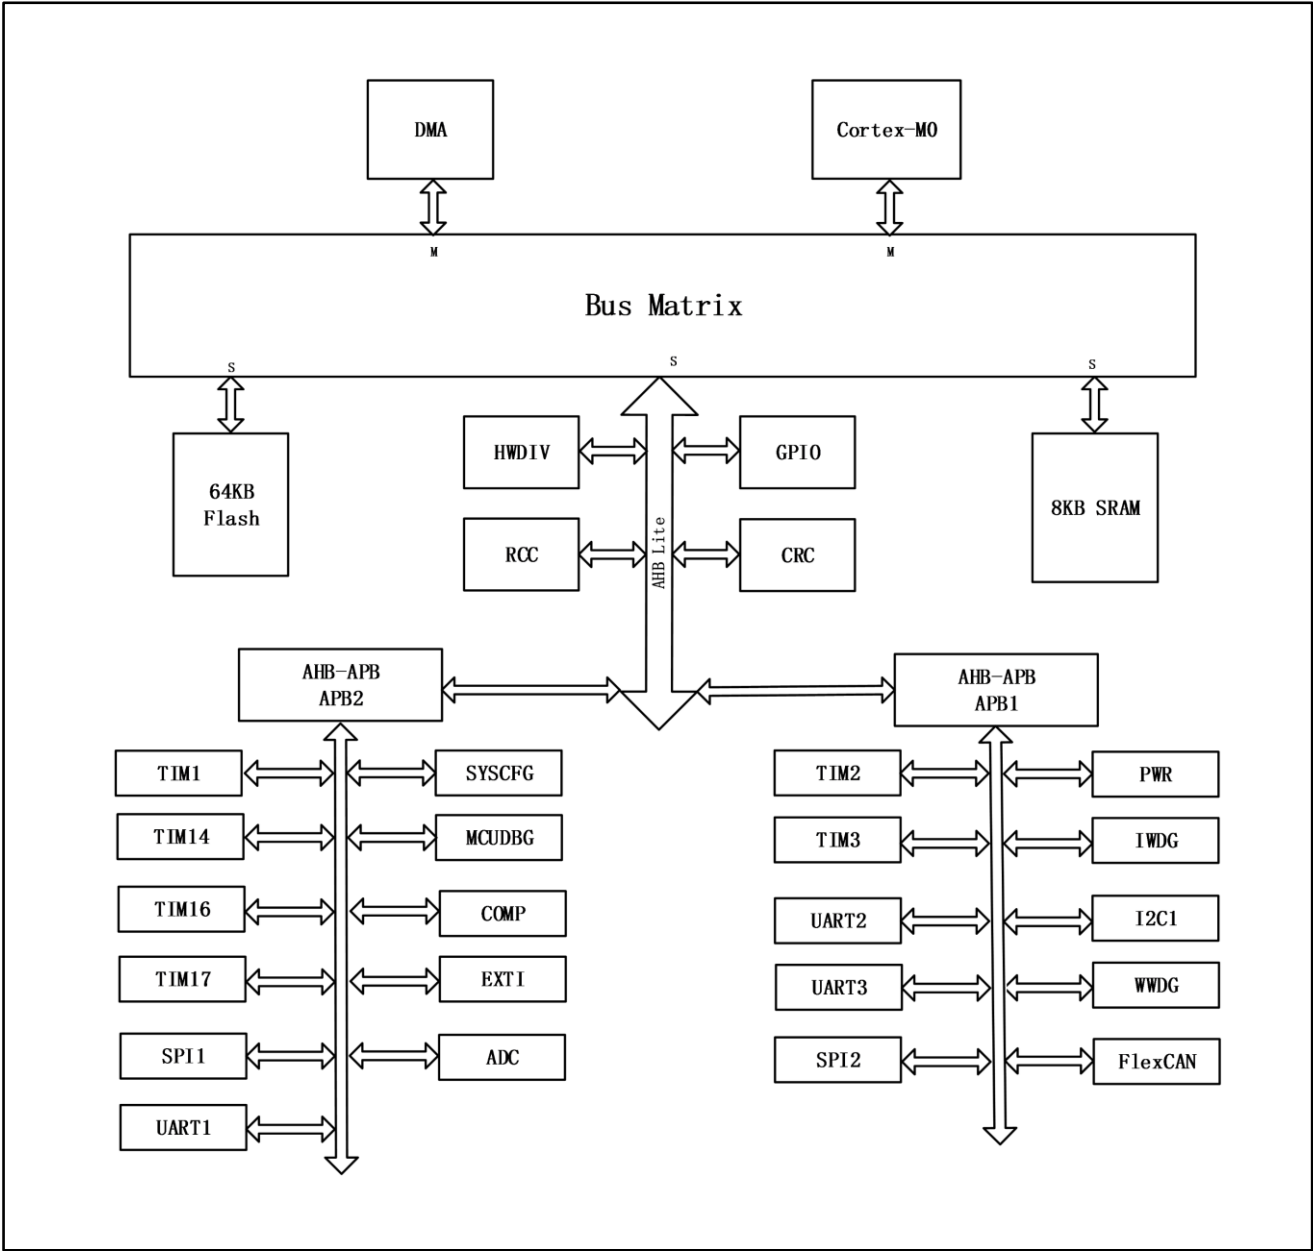 DMA
Cortex-M0
M
M
Bus Matrix
S
S
S
64KB
Flash
HWDIV
GPIO
8KB SRAM
RCC
AHB Lite
CRC
AHB-APB
APB2
AHB-APB
APB1
TIM1
SYSCFG
TIM2
PWR
TIM14
MCUDBG
TIM3
IWDG
TIM16
COMP
UART2
I2C1
TIM17
EXTI
UART3
WWDG
SPI1
ADC
SPI2
FlexCAN
UART1